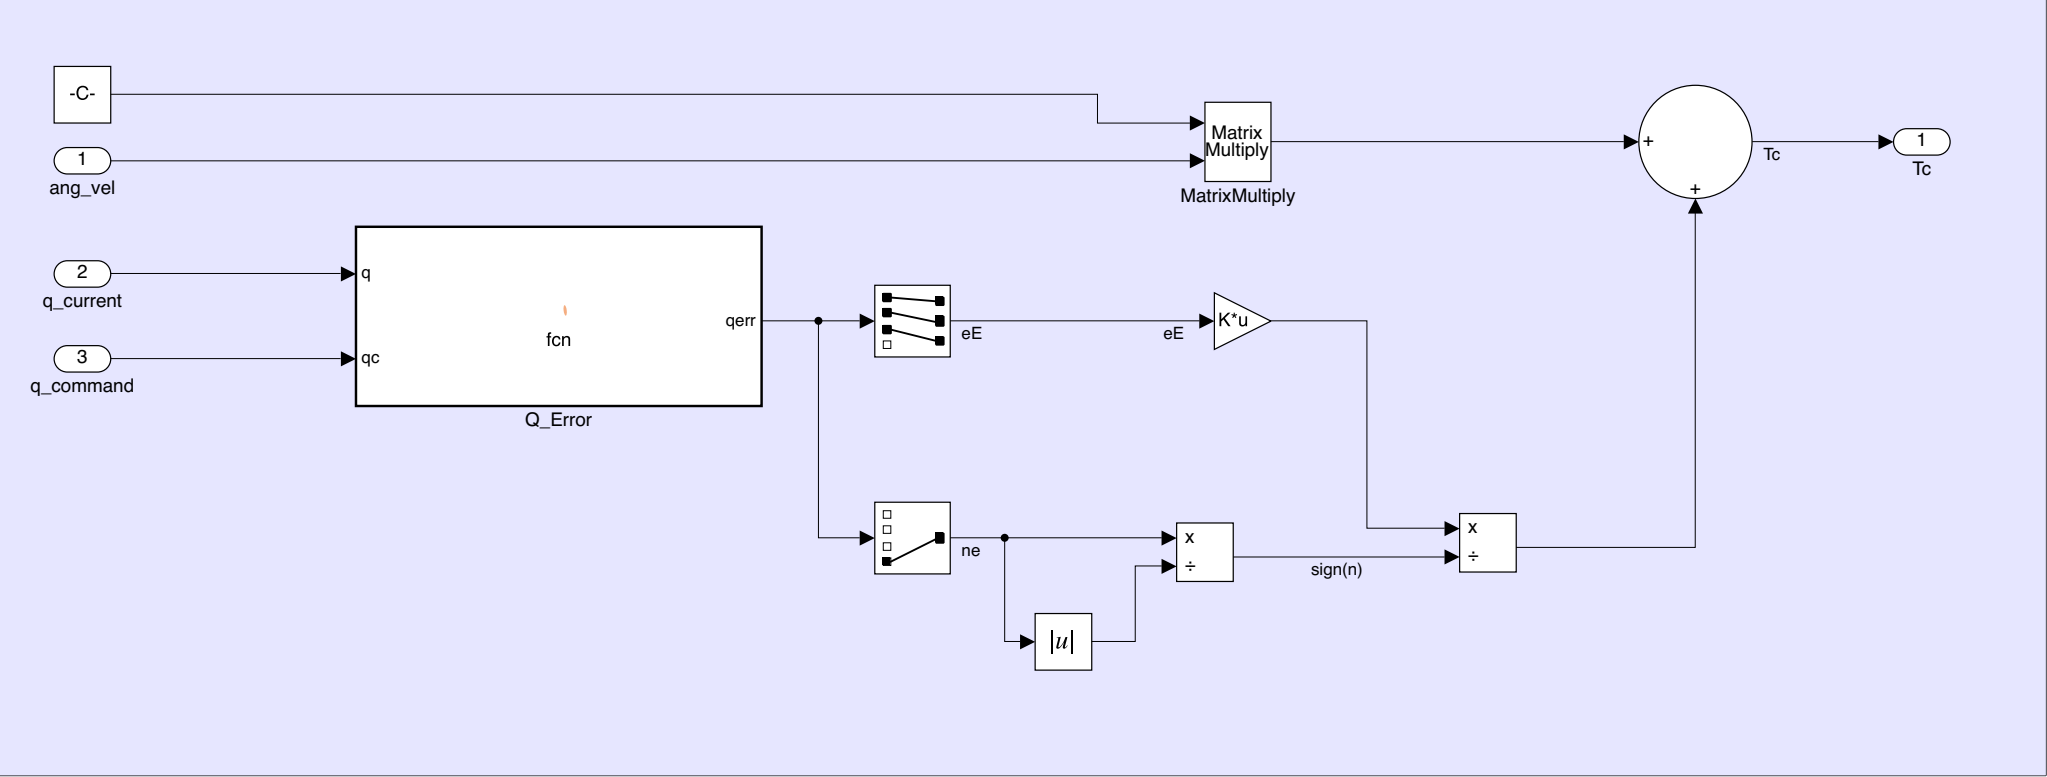 -C-
1
ang_vel
Matrix
Multiply
MatrixMultiply
+
+
Tc
1
Tc
2
q_current
3
q_command
q
qc
fcn
qerr
Q_Error
eE
eE
K*u
ne
x
÷
sign(n)
x
÷
|u|